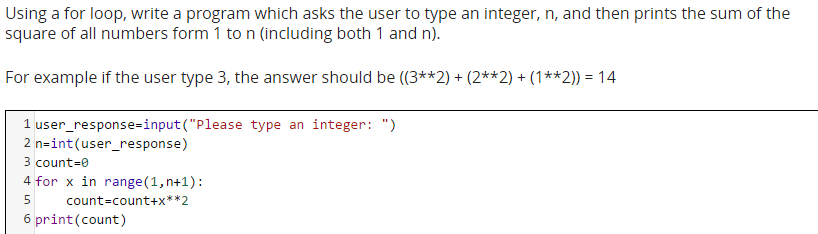 Using a for loop, write a program which asks the user to type an integer, n, and then prints the sum of the
square of all numbers form 1 to n (including both 1 and n).
For example if the user type 3, the answer should be ((3**2) + (2**2) + (1**2)) = 14
1 user_response=input("Please type an integer: ")
2 n=int(user_response)
3 count=0
4 for x in range(1,n+1):
5     count=count+x**2
6 print(count)